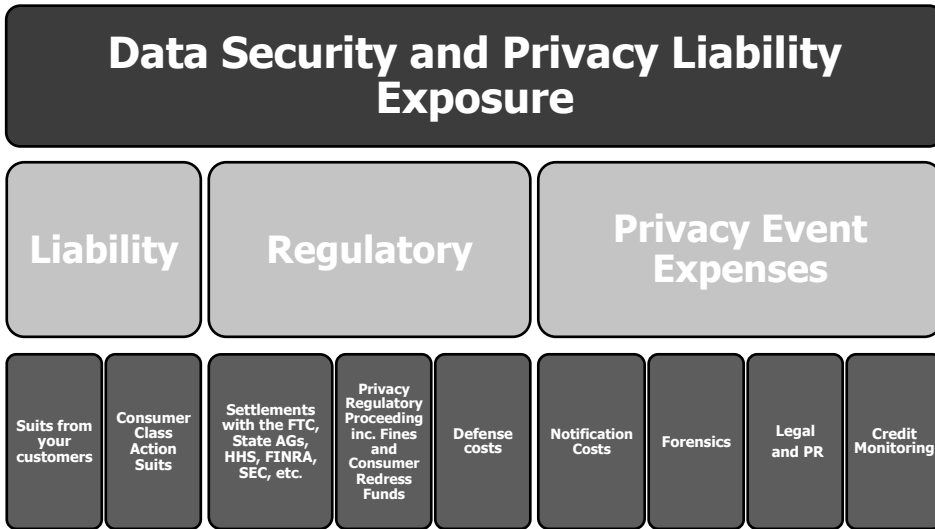 Data Security and Privacy Liability
Exposure
Liability
Regulatory
Privacy Event
Expenses
Suits from
your
customers
Consumer
Class
Action
Suits
Settlements
with the FTC,
State AGs,
HHS, FINRA,
SEC, etc.
Privacy
Regulatory
Proceeding
inc. Fines
and
Consumer
Redress
Funds
Defense
costs
Notification
Costs
Forensics
Legal
and PR
Credit
Monitoring